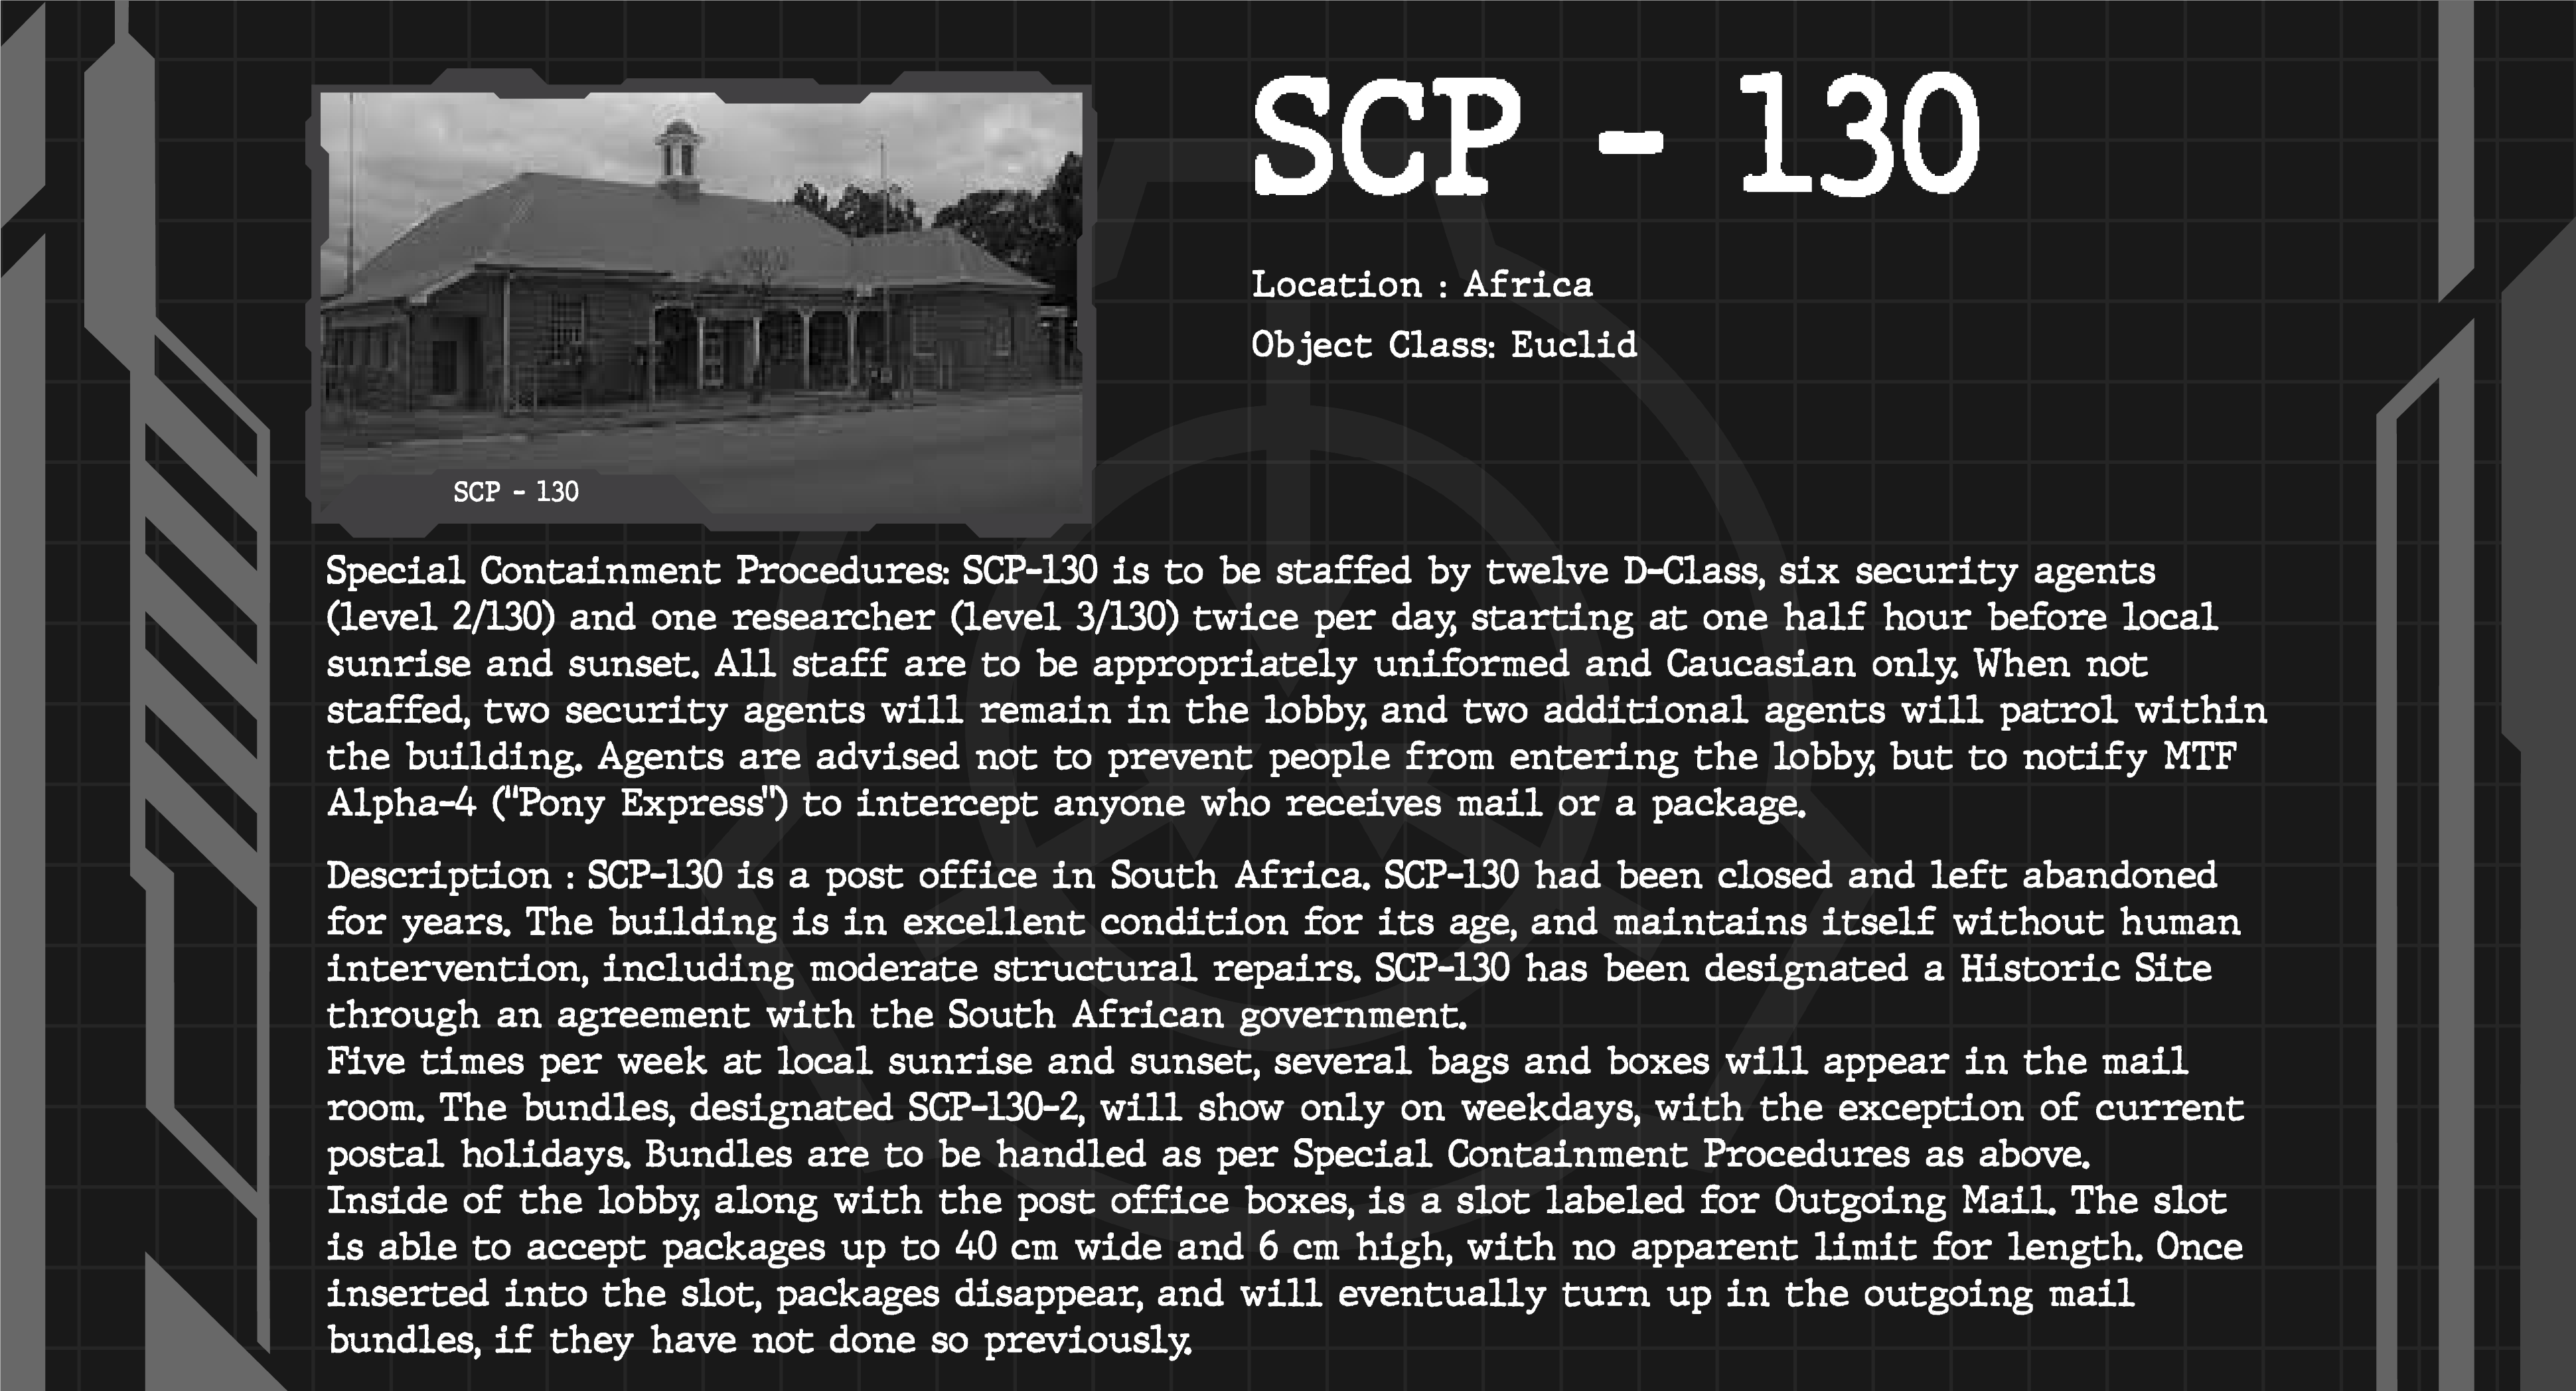 SCP - 130
Location : Africa
Object Class: Euclid
SCP - 130
Special Containment Procedures: SCP-130 is to be staffed by twelve D-Class, six security agents
(level 2/130) and one researcher (level 3/130) twice per day, starting at one half hour before local
sunrise and sunset. All staff are to be appropriately uniformed and Caucasian only. When not
staffed, two security agents will remain in the lobby, and two additional agents will patrol within
the building. Agents are advised not to prevent people from entering the lobby, but to notify MTF
Alpha-4 ("Pony Express") to intercept anyone who receives mail or a package.
Description : SCP-130 is a post office in South Africa. SCP-130 had been closed and left abandoned
for years. The building is in excellent condition for its age, and maintains itself without human
intervention, including moderate structural repairs. SCP-130 has been designated a Historic Site
through an agreement with the South African government.
Five times per week at local sunrise and sunset, several bags and boxes will appear in the mail
room. The bundles, designated SCP-130-2, will show only on weekdays, with the exception of current
postal holidays. Bundles are to be handled as per Special Containment Procedures as above.
Inside of the lobby, along with the post office boxes, is a slot labeled for Outgoing Mail. The slot
is able to accept packages up to 40 cm wide and 6 cm high, with no apparent limit for length. Once
inserted into the slot, packages disappear, and will eventually turn up in the outgoing mail
bundles, if they have not done so previously.